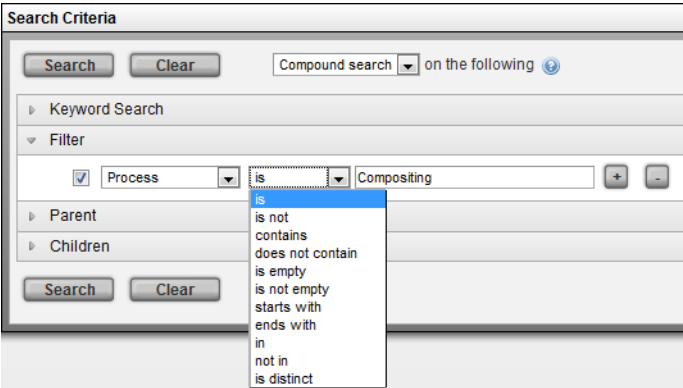 Search Criteria
Search Clear Compound search on the following ?
Keyword Search
Filter
Process is Compositing + -
is
is not
contains
does not contain
is empty
is not empty
starts with
ends with
in
not in
is distinct
Parent
Children
Search Clear